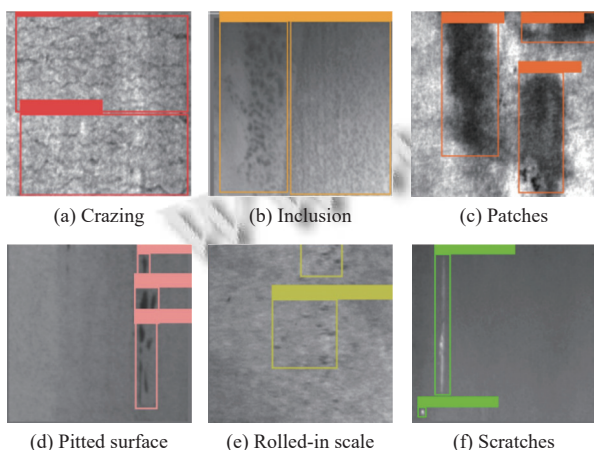 (a) Crazing
(b) Inclusion
(c) Patches
(d) Pitted surface
(e) Rolled-in scale
(f) Scratches